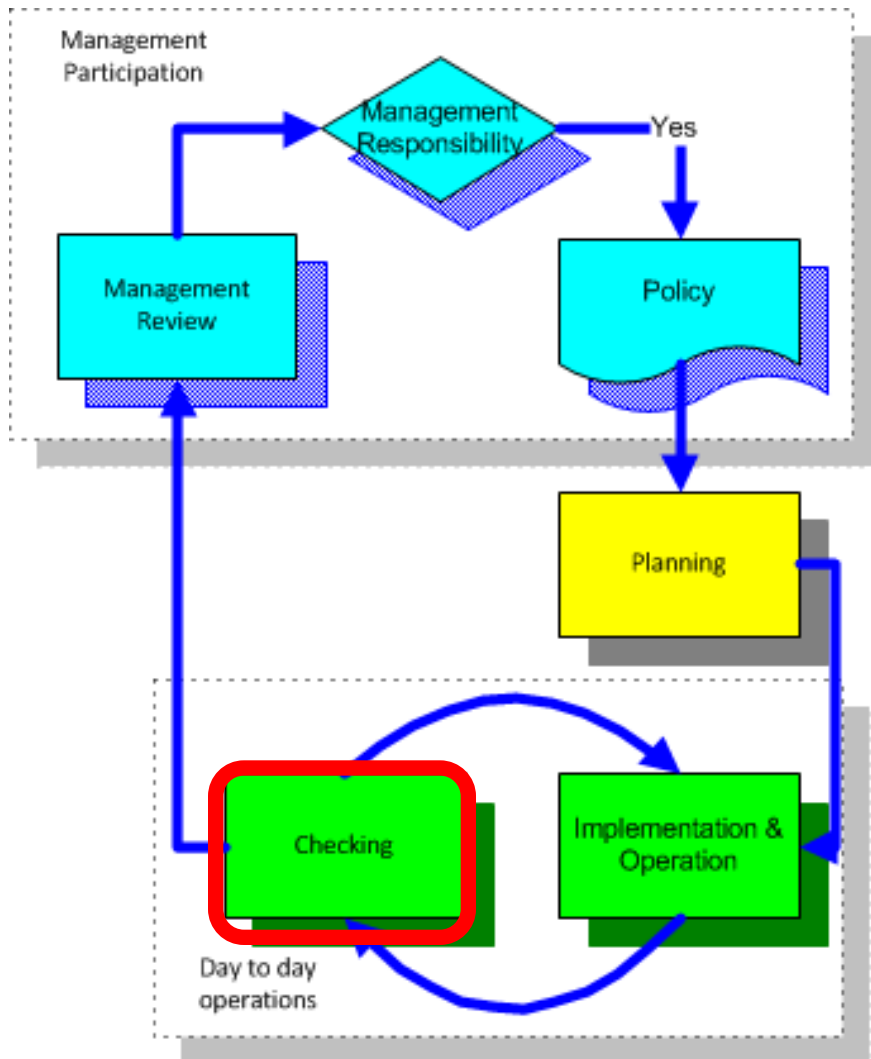 Management
Participation
Management
Responsibility
Yes
Management
Review
Policy
Planning
Checking
Implementation &
Operation
Day to day
operations